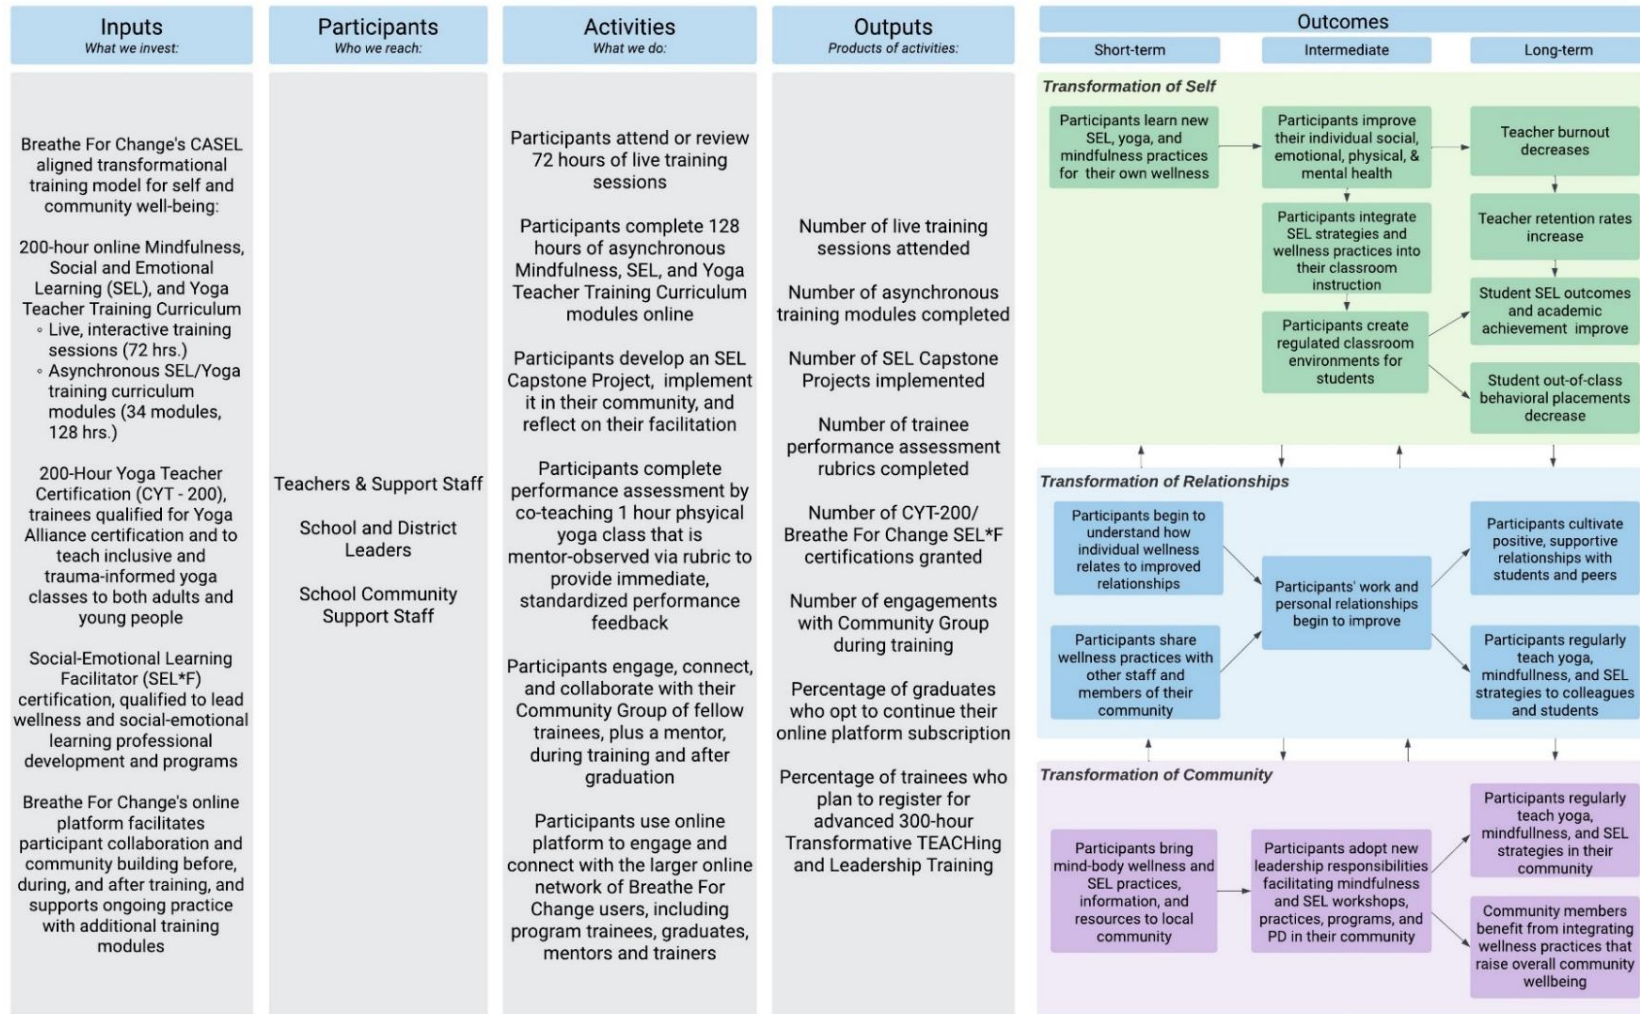 Inputs
What we invest:
Breathe For Change's CASEL
aligned transformational
training model for self and
community well-being:
200-hour online Mindfulness,
Social and Emotional
Learning (SEL), and Yoga
Teacher Training Curriculum
◦ Live, interactive training
sessions (72 hrs.)
◦ Asynchronous SEL/Yoga
training curriculum
modules (34 modules,
128 hrs.)
200-Hour Yoga Teacher
Certification (CYT - 200),
trainees qualified for Yoga
Alliance certification and to
teach inclusive and
trauma-informed yoga
classes to both adults and
young people
Social-Emotional Learning
Facilitator (SEL*F)
certification, qualified to lead
wellness and social-emotional
learning professional
development and programs
Breathe For Change's online
platform facilitates
participant collaboration and
community building before,
during, and after training, and
supports ongoing practice
with additional training
modules
Participants
Who we reach:
Teachers & Support Staff
School and District
Leaders
School Community
Support Staff
Activities
What we do:
Participants attend or review
72 hours of live training
sessions
Participants complete 128
hours of asynchronous
Mindfulness, SEL, and Yoga
Teacher Training Curriculum
modules online
Participants develop an SEL
Capstone Project, implement
it in their community, and
reflect on their facilitation
Participants complete
performance assessment by
co-teaching 1 hour phsyical
yoga class that is
mentor-observed via rubric to
provide immediate,
standardized performance
feedback
Participants engage, connect,
and collaborate with their
Community Group of fellow
trainees, plus a mentor,
during training and after
graduation
Participants use online
platform to engage and
connect with the larger online
network of Breathe For
Change users, including
program trainees, graduates,
mentors and trainers
Outputs
Products of activities:
Number of live training
sessions attended
Number of asynchronous
training modules completed
Number of SEL Capstone
Projects implemented
Number of trainee
performance assessment
rubrics completed
Number of CYT-200/
Breathe For Change SEL*F
certifications granted
Number of engagements
with Community Group
during training
Percentage of graduates
who opt to continue their
online platform subscription
Percentage of trainees who
plan to register for
advanced 300-hour
Transformative TEACHing
and Leadership Training
Outcomes
Short-term
Intermediate
Long-term
Transformation of Self
Participants learn new
SEL, yoga, and
mindfulness practices
for their own wellness
Participants improve
their individual social,
emotional, physical, &
mental health
Participants integrate
SEL strategies and
wellness practices into
their classroom
instruction
Participants create
regulated classroom
environments for
students
Teacher burnout
decreases
Teacher retention rates
increase
Student SEL outcomes
and academic
achievement improve
Student out-of-class
behavioral placements
decrease
Transformation of Relationships
Participants begin to
understand how
individual wellness
relates to improved
relationships
Participants share
wellness practices with
other staff and
members of their
community
Participants' work and
personal relationships
begin to improve
Participants cultivate
positive, supportive
relationships with
students and peers
Participants regularly
teach yoga,
mindfulness, and SEL
strategies to colleagues
and students
Transformation of Community
Participants bring
mind-body wellness and
SEL practices,
information, and
resources to local
community
Participants adopt new
leadership responsibilities
facilitating mindfulness
and SEL workshops,
practices, programs, and
PD in their community
Participants regularly
teach yoga,
mindfullness, and SEL
strategies in their
community
Community members
benefit from integrating
wellness practices that
raise overall community
wellbeing